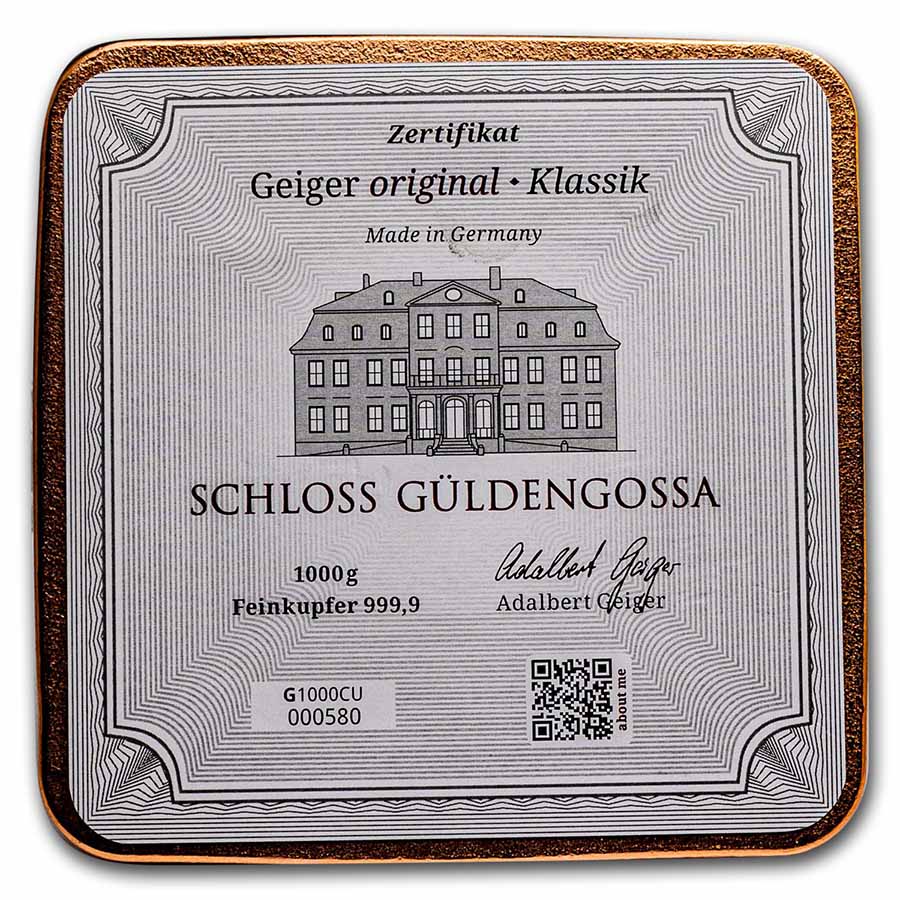 Zertifikat
Geiger original • Klassik
Made in Germany
SCHLOSS GÜLDENGOSSA
1000 g
Feinkupfer 999,9
Adalbert Geiger
Adalbert Geiger
G1000CU
000580
about me